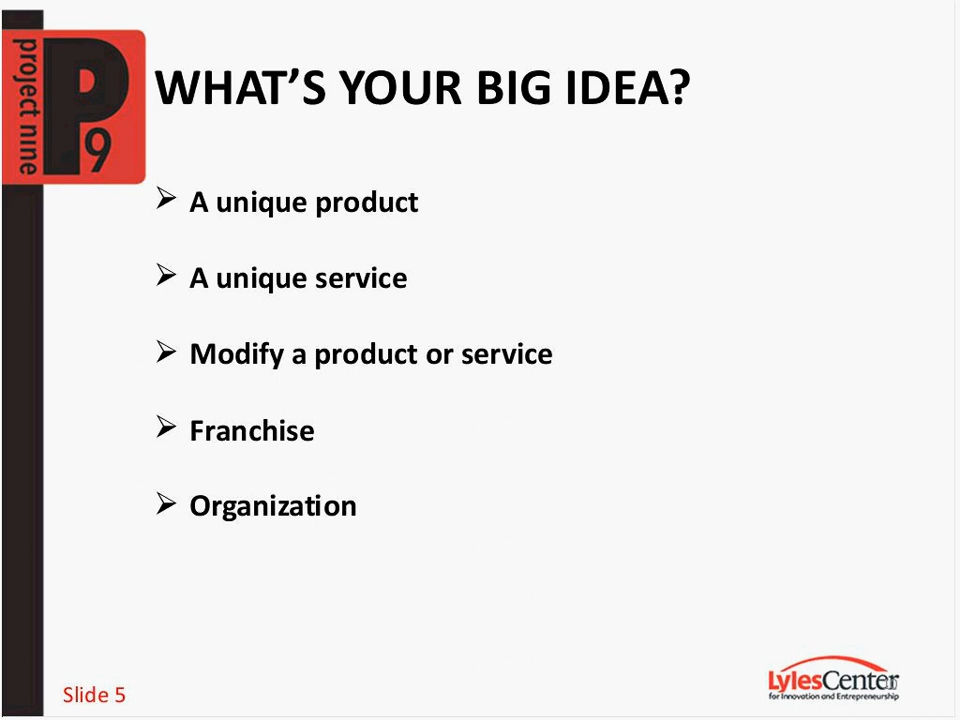 project nine
P
9
WHAT’S YOUR BIG IDEA?
➢ A unique product
➢ A unique service
➢ Modify a product or service
➢ Franchise
➢ Organization
Slide 5
LylesCenter
for Innovation and Entrepreneurship